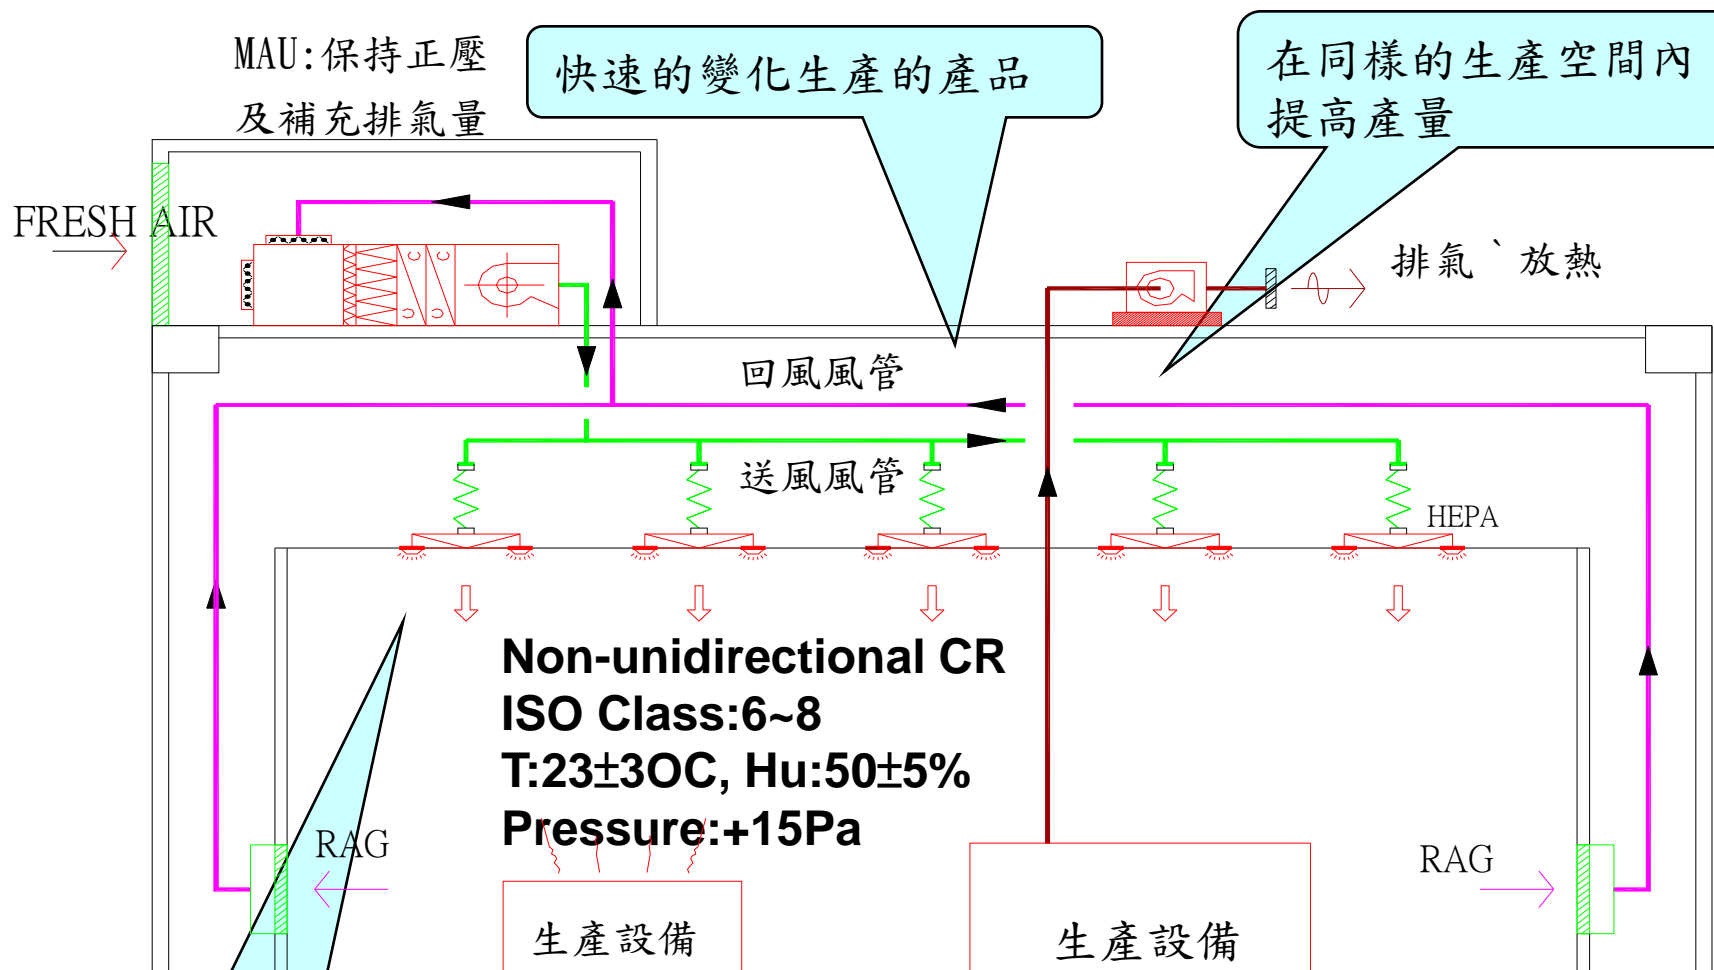 MAU:保持正壓
及補充排氣量
快速的變化生產的產品
在同樣的生產空間內
提高產量
FRESH AIR
排氣`放熱
回風風管
送風風管
HEPA
Non-unidirectional CR
ISO Class:6~8
T:23±3OC, Hu:50±5%
Pressure:+15Pa
RAG
RAG
生產設備
生產設備